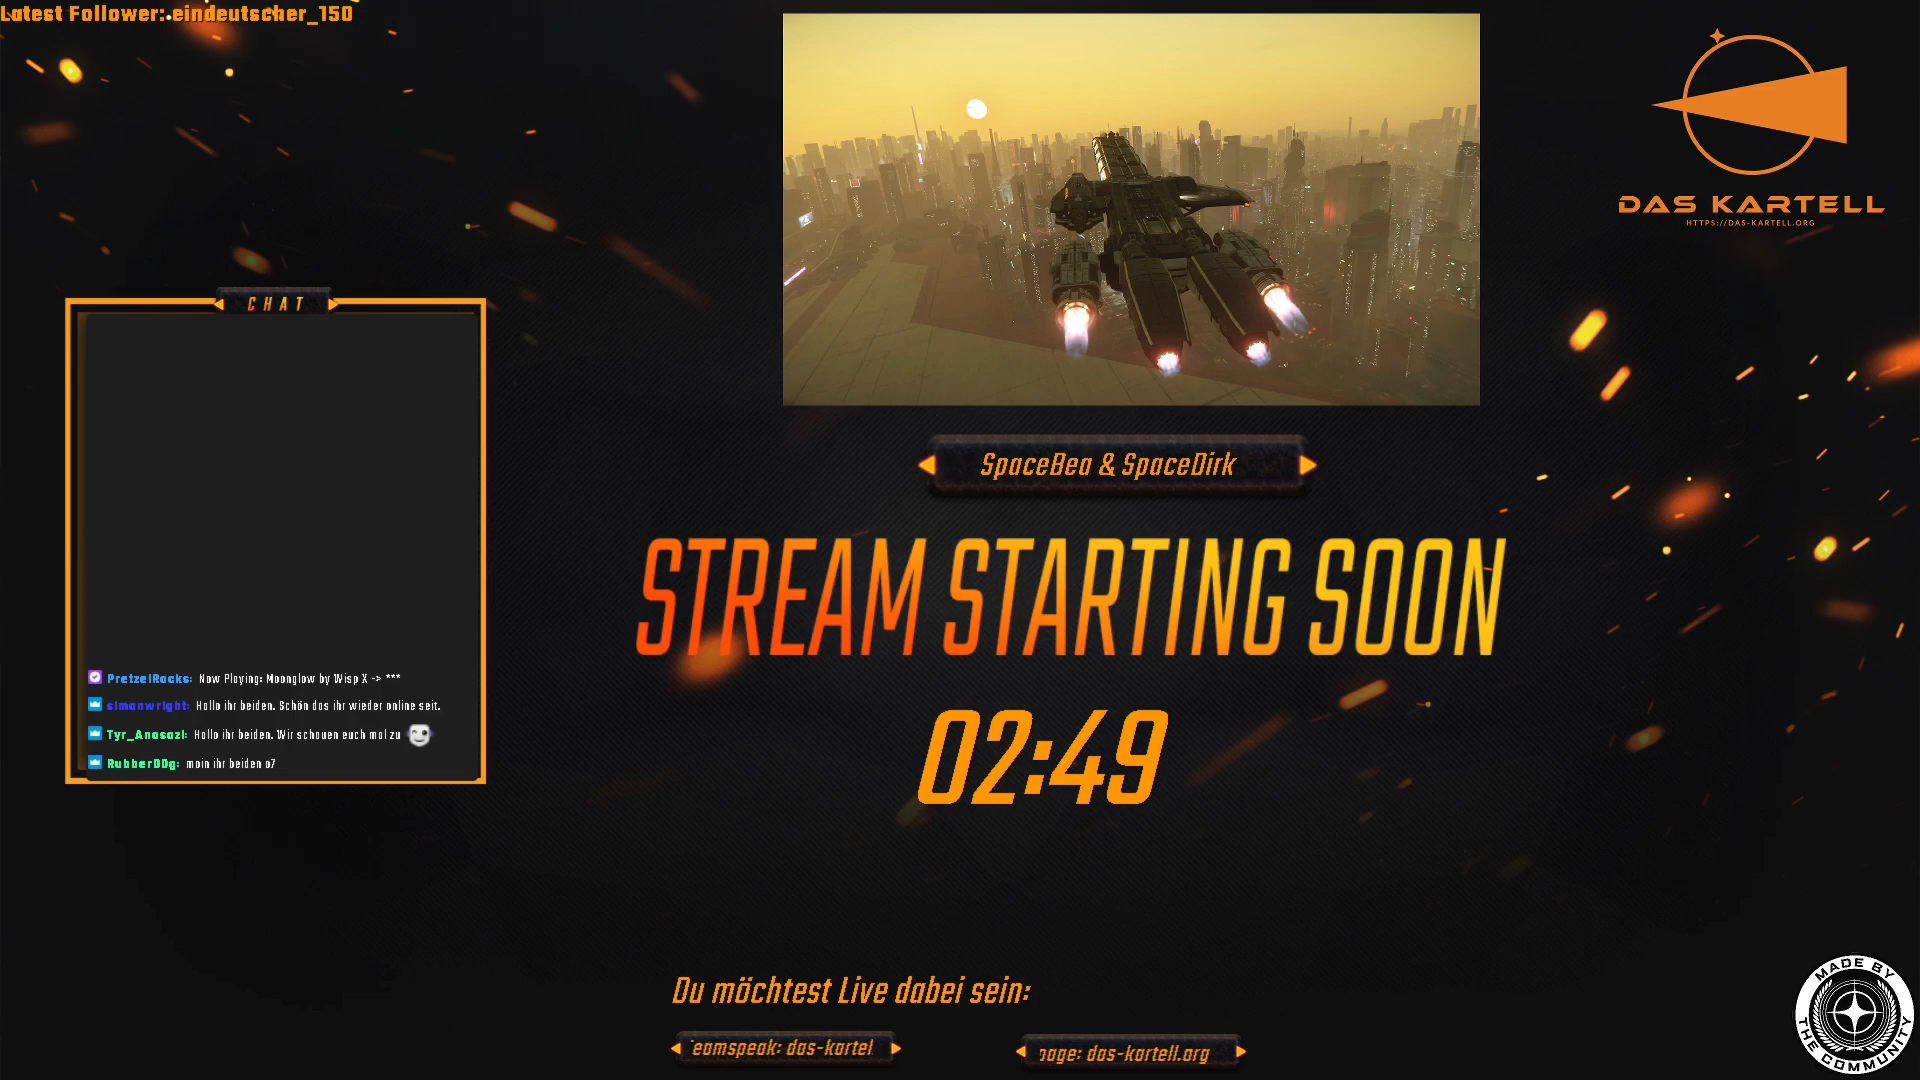 Latest Follower: eindeutscher_150
DAS KARTELL
HTTPS://DAS-KARTELL.ORG
CHAT
PretzelRocks: Now Playing: Moonglow by Wisp X -> ***
simonwright: Hallo ihr beiden. Schön das ihr wieder online seit.
Tyr_Anasazi: Hallo ihr beiden. Wir schauen euch mal zu
RubberDDg: moin ihr beiden o7
SpaceBea & SpaceDirk
STREAM STARTING SOON
02:49
Du möchtest Live dabei sein:
eamspeak: das-kartel
page: das-kartell.org
MADE BY
THE COMMUNITY